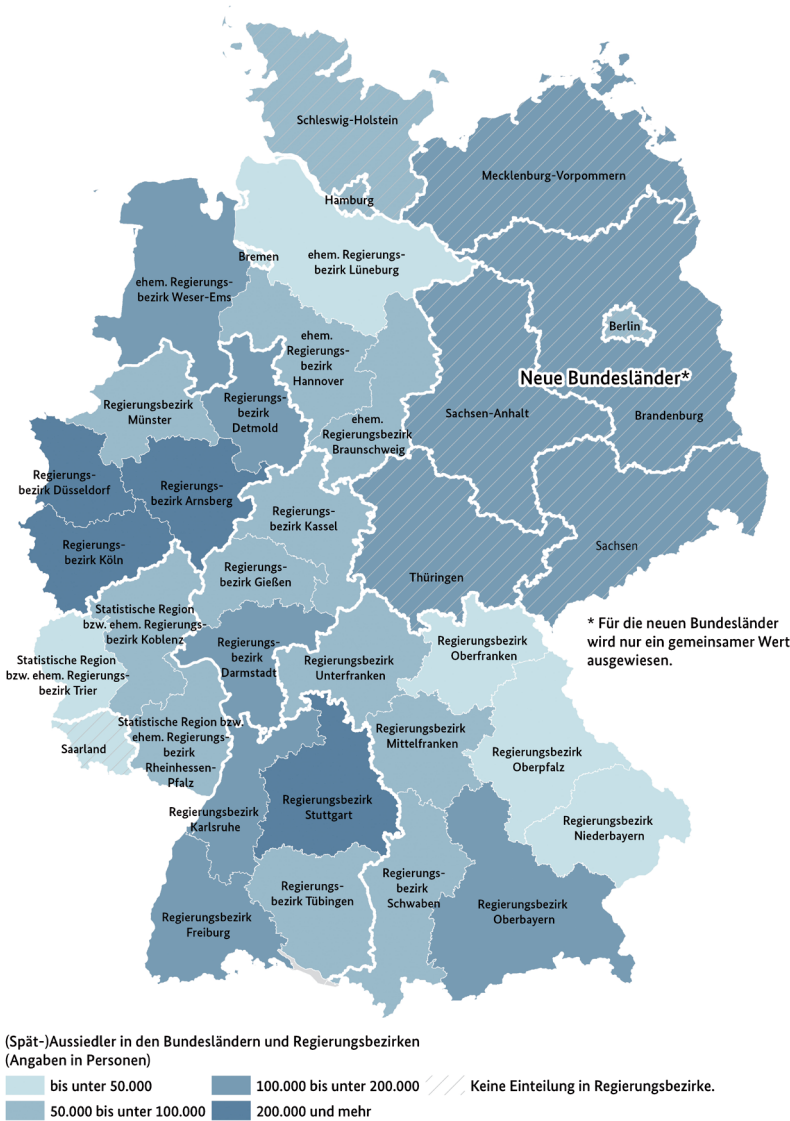 Schleswig-Holstein
Mecklenburg-Vorpommern
Hamburg
Bremen
ehem. Regierungs-
bezirk Lüneburg
ehem. Regierungs-
bezirk Weser-Ems
Berlin
ehem.
Regierungs-
bezirk
Hannover
Neue Bundesländer*
Regierungsbezirk
Münster
Regierungs-
bezirk
Detmold
ehem.
Regierungsbezirk
Braunschweig
Sachsen-Anhalt
Brandenburg
Regierungs-
bezirk Düsseldorf
Regierungs-
bezirk Arnsberg
Regierungs-
bezirk Kassel
Regierungs-
bezirk Köln
Regierungs-
bezirk Gießen
Thüringen
Sachsen
Statistische Region
bzw. ehem. Regierungs-
bezirk Koblenz
* Für die neuen Bundesländer
wird nur ein gemeinsamer Wert
ausgewiesen.
Statistische Region
bzw. ehem. Regierungs-
bezirk Trier
Regierungs-
bezirk
Darmstadt
Regierungsbezirk
Unterfranken
Regierungsbezirk
Oberfranken
Saarland
Statistische Region bzw.
ehem. Regierungs-
bezirk
Rheinhessen-
Pfalz
Regierungsbezirk
Mittelfranken
Regierungsbezirk
Oberpfalz
Regierungsbezirk
Karlsruhe
Regierungsbezirk
Stuttgart
Regierungsbezirk
Niederbayern
Regierungsbezirk
Freiburg
Regierungs-
bezirk Tübingen
Regierungs-
bezirk
Schwaben
Regierungsbezirk
Oberbayern
(Spät-)Aussiedler in den Bundesländern und Regierungsbezirken
(Angaben in Personen)
bis unter 50.000
100.000 bis unter 200.000
Keine Einteilung in Regierungsbezirke.
50.000 bis unter 100.000
200.000 und mehr